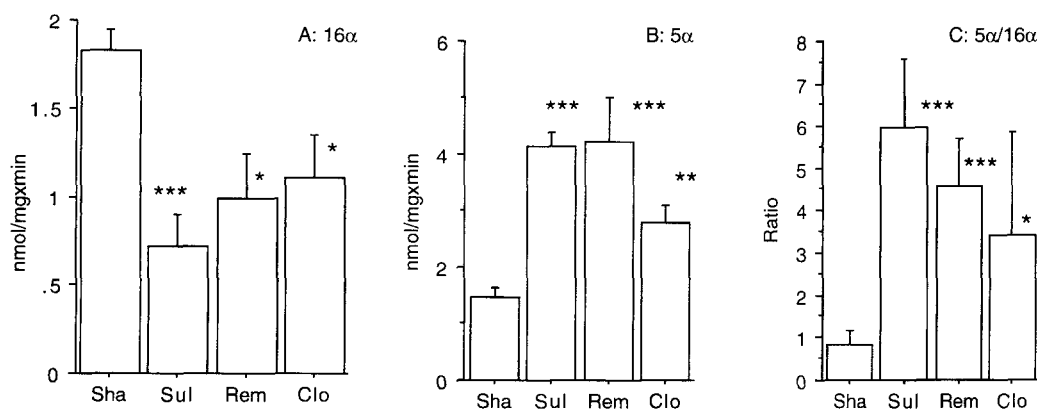 A: 16α
2
1.5
1
.5
0
nmol/mgxmin
***
*
*
Sha Sul Rem Clo
B: 5α
6
4
2
0
nmol/mgxmin
*** ***
**
Sha Sul Rem Clo
C: 5α/16α
8
7
6
5
4
3
2
1
0
Ratio
***
***
*
Sha Sul Rem Clo